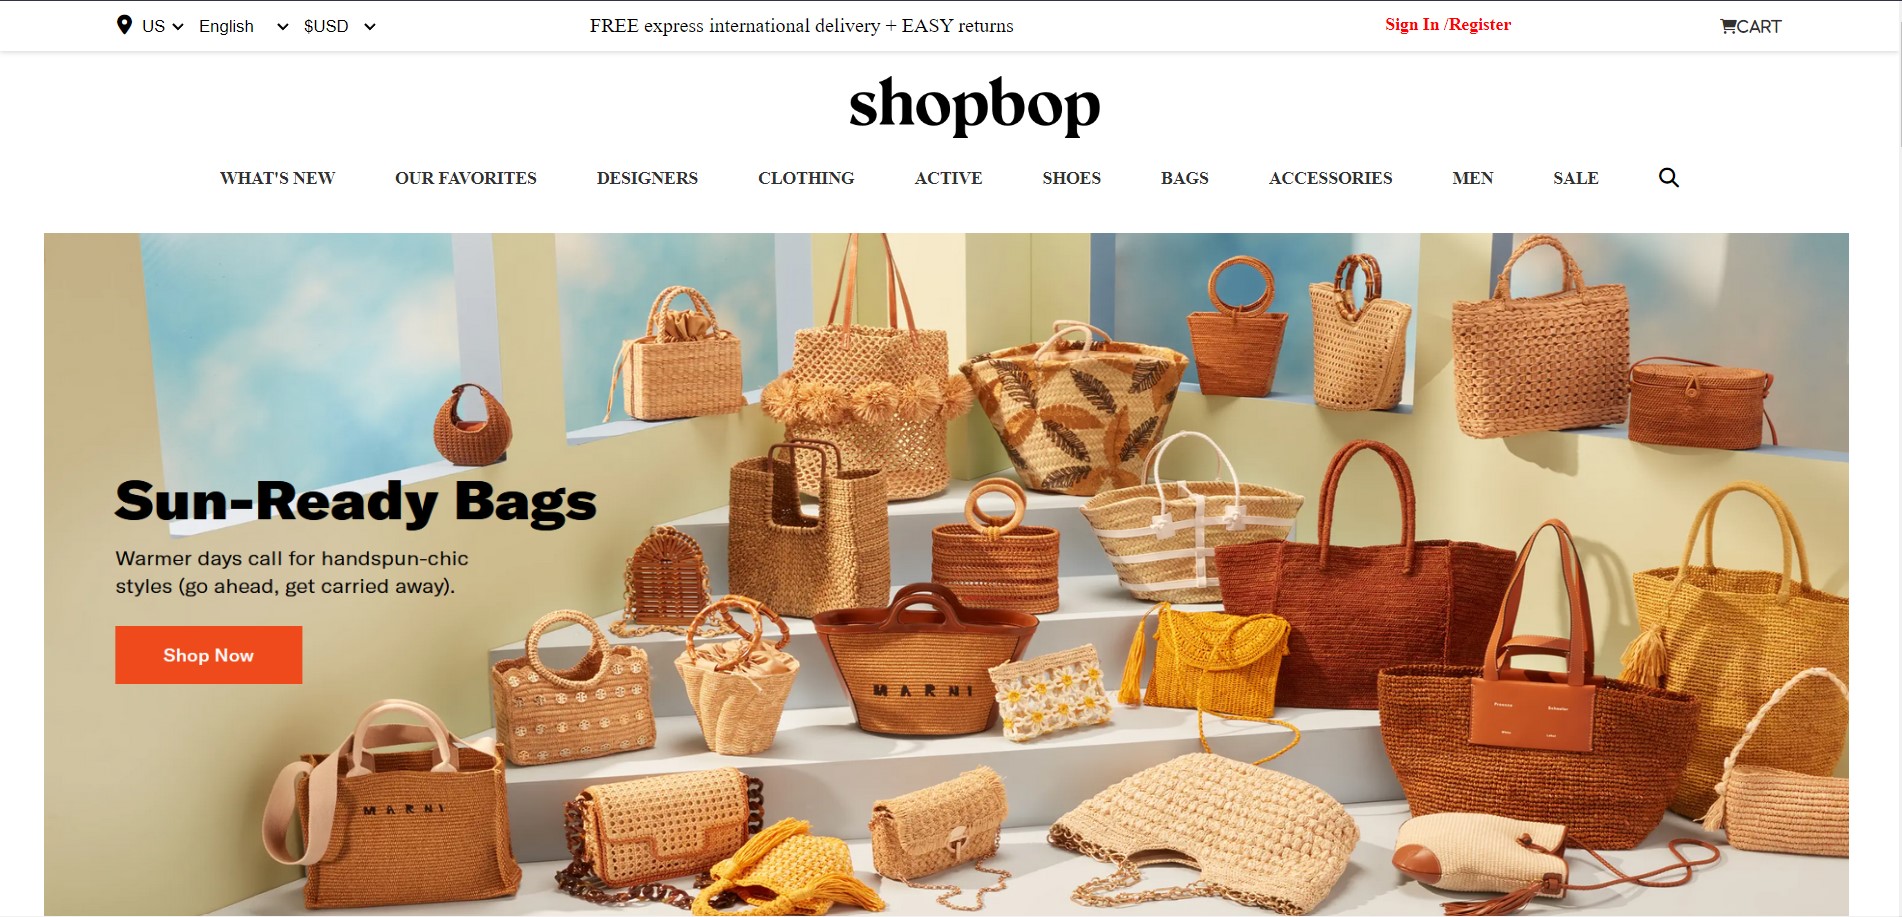 US English $USD FREE express international delivery + EASY returns Sign In /Register CART
shopbop
WHAT'S NEW OUR FAVORITES DESIGNERS CLOTHING ACTIVE SHOES BAGS ACCESSORIES MEN SALE
Sun-Ready Bags
Warmer days call for handspun-chic
styles (go ahead, get carried away).
Shop Now
MARNI
MARNI